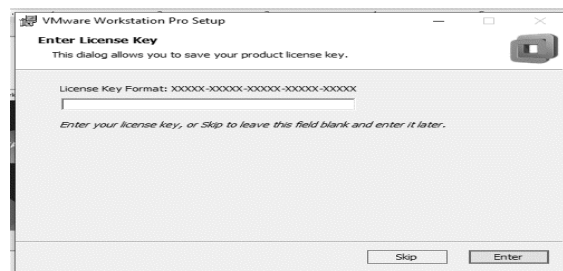 VMware Workstation Pro Setup
Enter License Key
This dialog allows you to save your product license key.
License Key Format: XXXXX-XXXXX-XXXXX-XXXXX-XXXXX
Enter your license key, or Skip to leave this field blank and enter it later.
Skip Enter